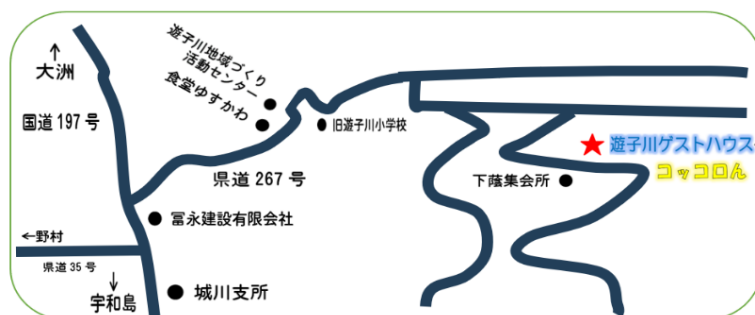 ↑
大洲
国道197号
遊子川地域づくり
活動センター
食堂ゆすかわ
旧遊子川小学校
県道267号
冨永建設有限会社
←野村
県道35号
↓
宇和島
城川支所
下蔭集会所
★遊子川ゲストハウス
コッコロん